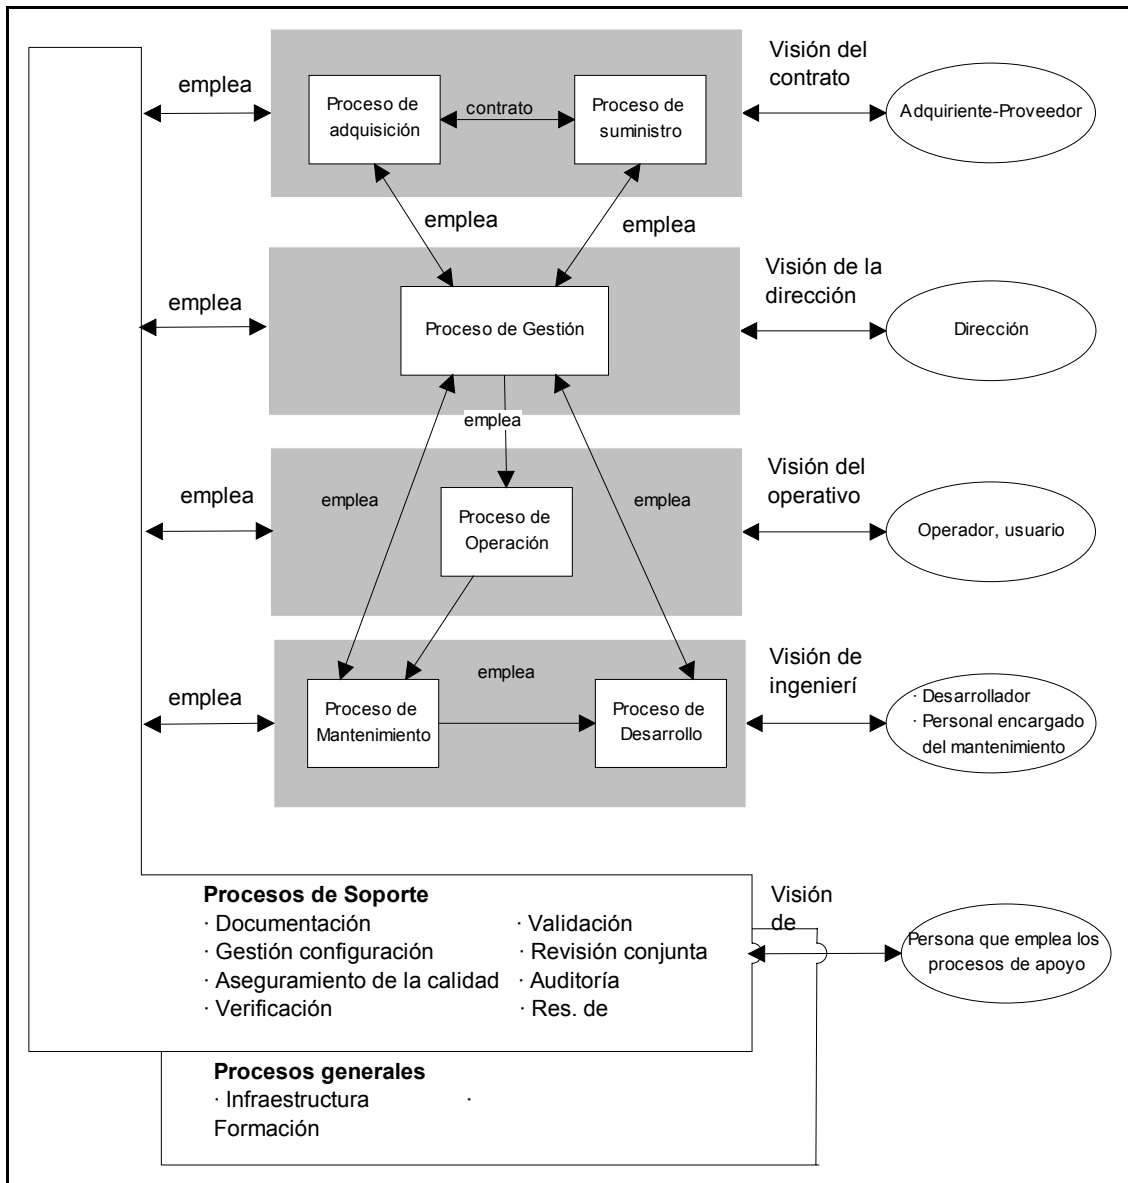 emplea
Proceso de
adquisición
contrato
Proceso de
suministro
Visión del
contrato
Adquiriente-Proveedor
emplea
emplea
emplea
Proceso de Gestión
Visión de la
dirección
Dirección
emplea
emplea
emplea
Proceso de
Operación
emplea
Visión del
operativo
Operador, usuario
emplea
Proceso de
Mantenimiento
emplea
Proceso de
Desarrollo
Visión de
ingenierí
· Desarrollador
· Personal encargado
del mantenimiento
Procesos de Soporte
· Documentación
· Validación
· Gestión configuración
· Revisión conjunta
· Aseguramiento de la calidad
· Auditoría
· Verificación
· Res. de
Visión
de
Persona que emplea los
procesos de apoyo
Procesos generales
· Infraestructura ·
Formación